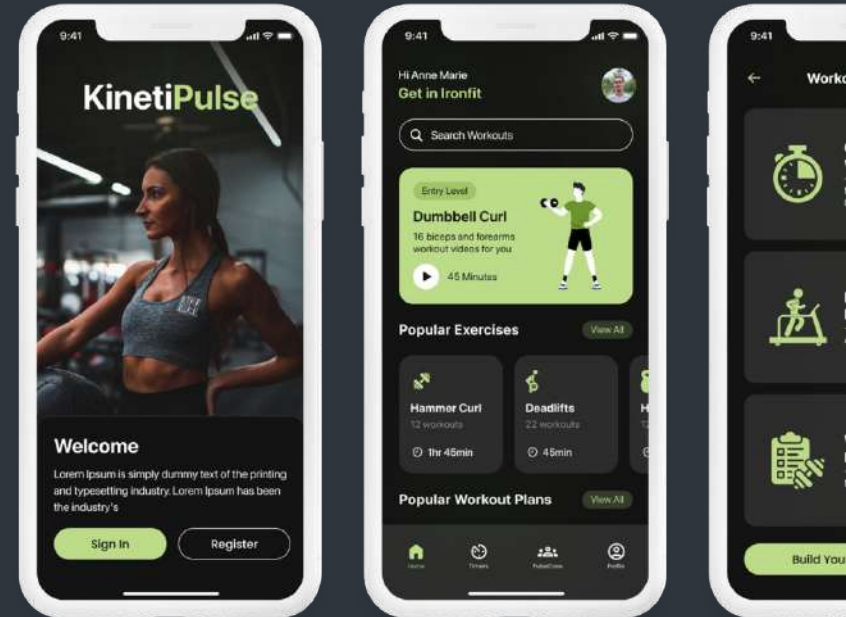 9:41
KinetiPulse
Welcome
Lorem Ipsum is simply dummy text of the printing
and typesetting industry. Lorem Ipsum has been
the industry's
Sign In
Register
9:41
Hi Anne Marie
Get in Ironfit
Search Workouts
Entry Level
Dumbbell Curl
16 biceps and forearms
workout videos for you
45 Minutes
Popular Exercises
View All
Hammer Curl
12 workouts
1hr 45min
Deadlifts
22 workouts
45min
Popular Workout Plans
View All
Home
Timers
Profile
9:41
Build You